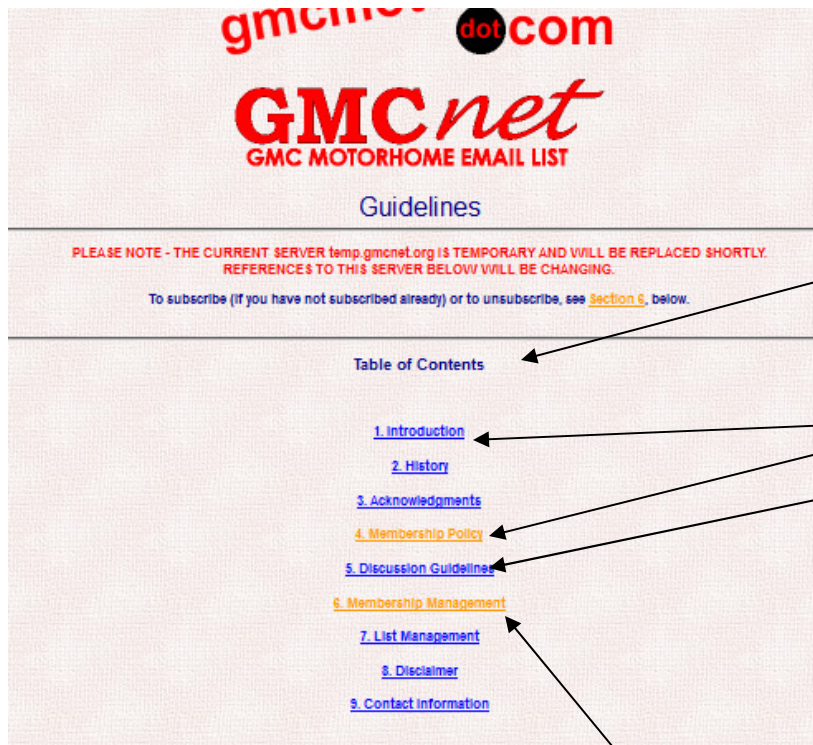 dot com
GMCnet
GMC MOTORHOME EMAIL LIST
Guidelines
PLEASE NOTE - THE CURRENT SERVER temp.gmcnet.org IS TEMPORARY AND WILL BE REPLACED SHORTLY.
REFERENCES TO THIS SERVER BELOW WILL BE CHANGING.
To subscribe (if you have not subscribed already) or to unsubscribe, see Section 6, below.
Table of Contents
1. Introduction
2. History
3. Acknowledgments
4. Membership Policy
5. Discussion Guidelines
6. Membership Management
7. List Management
8. Disclaimer
9. Contact Information